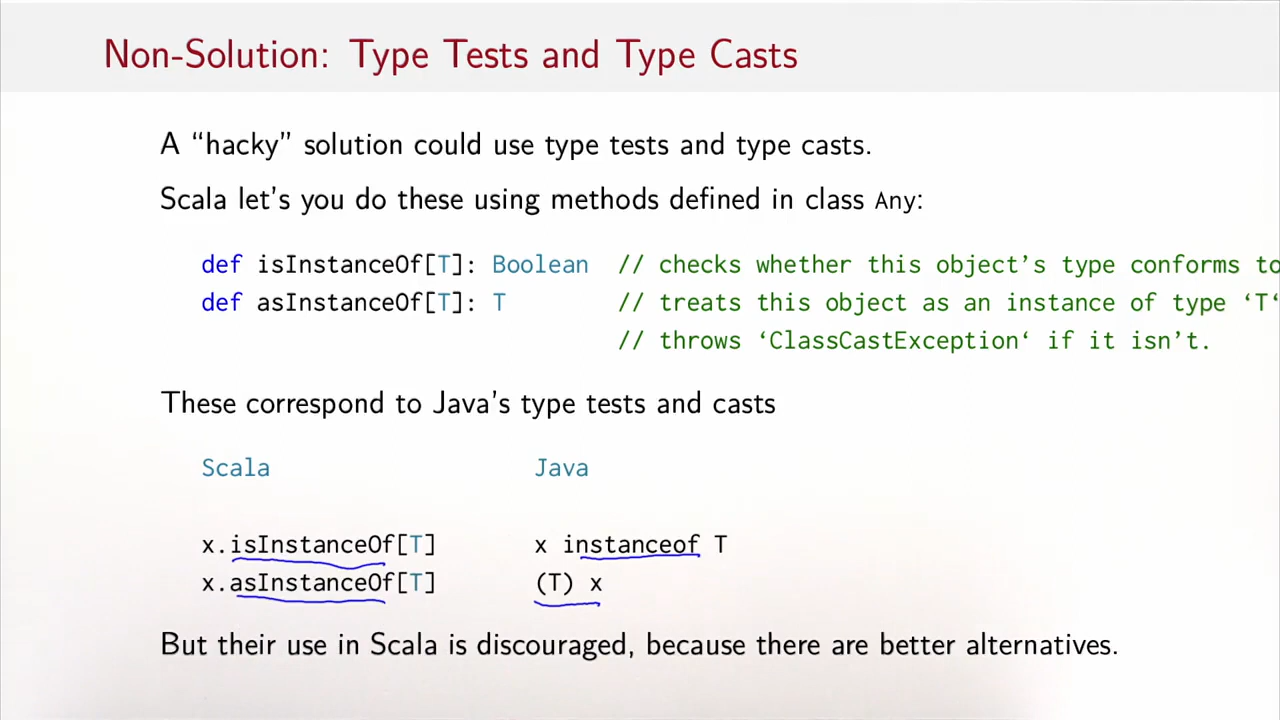 Non-Solution: Type Tests and Type Casts
A “hacky” solution could use type tests and type casts.
Scala let’s you do these using methods defined in class Any:
def isInstanceOf[T]: Boolean // checks whether this object’s type conforms to
def asInstanceOf[T]: T // treats this object as an instance of type ‘T‘
// throws ‘ClassCastException‘ if it isn’t.
These correspond to Java’s type tests and casts
Scala Java
x.isInstanceOf[T] x instanceof T
x.asInstanceOf[T] (T) x
But their use in Scala is discouraged, because there are better alternatives.